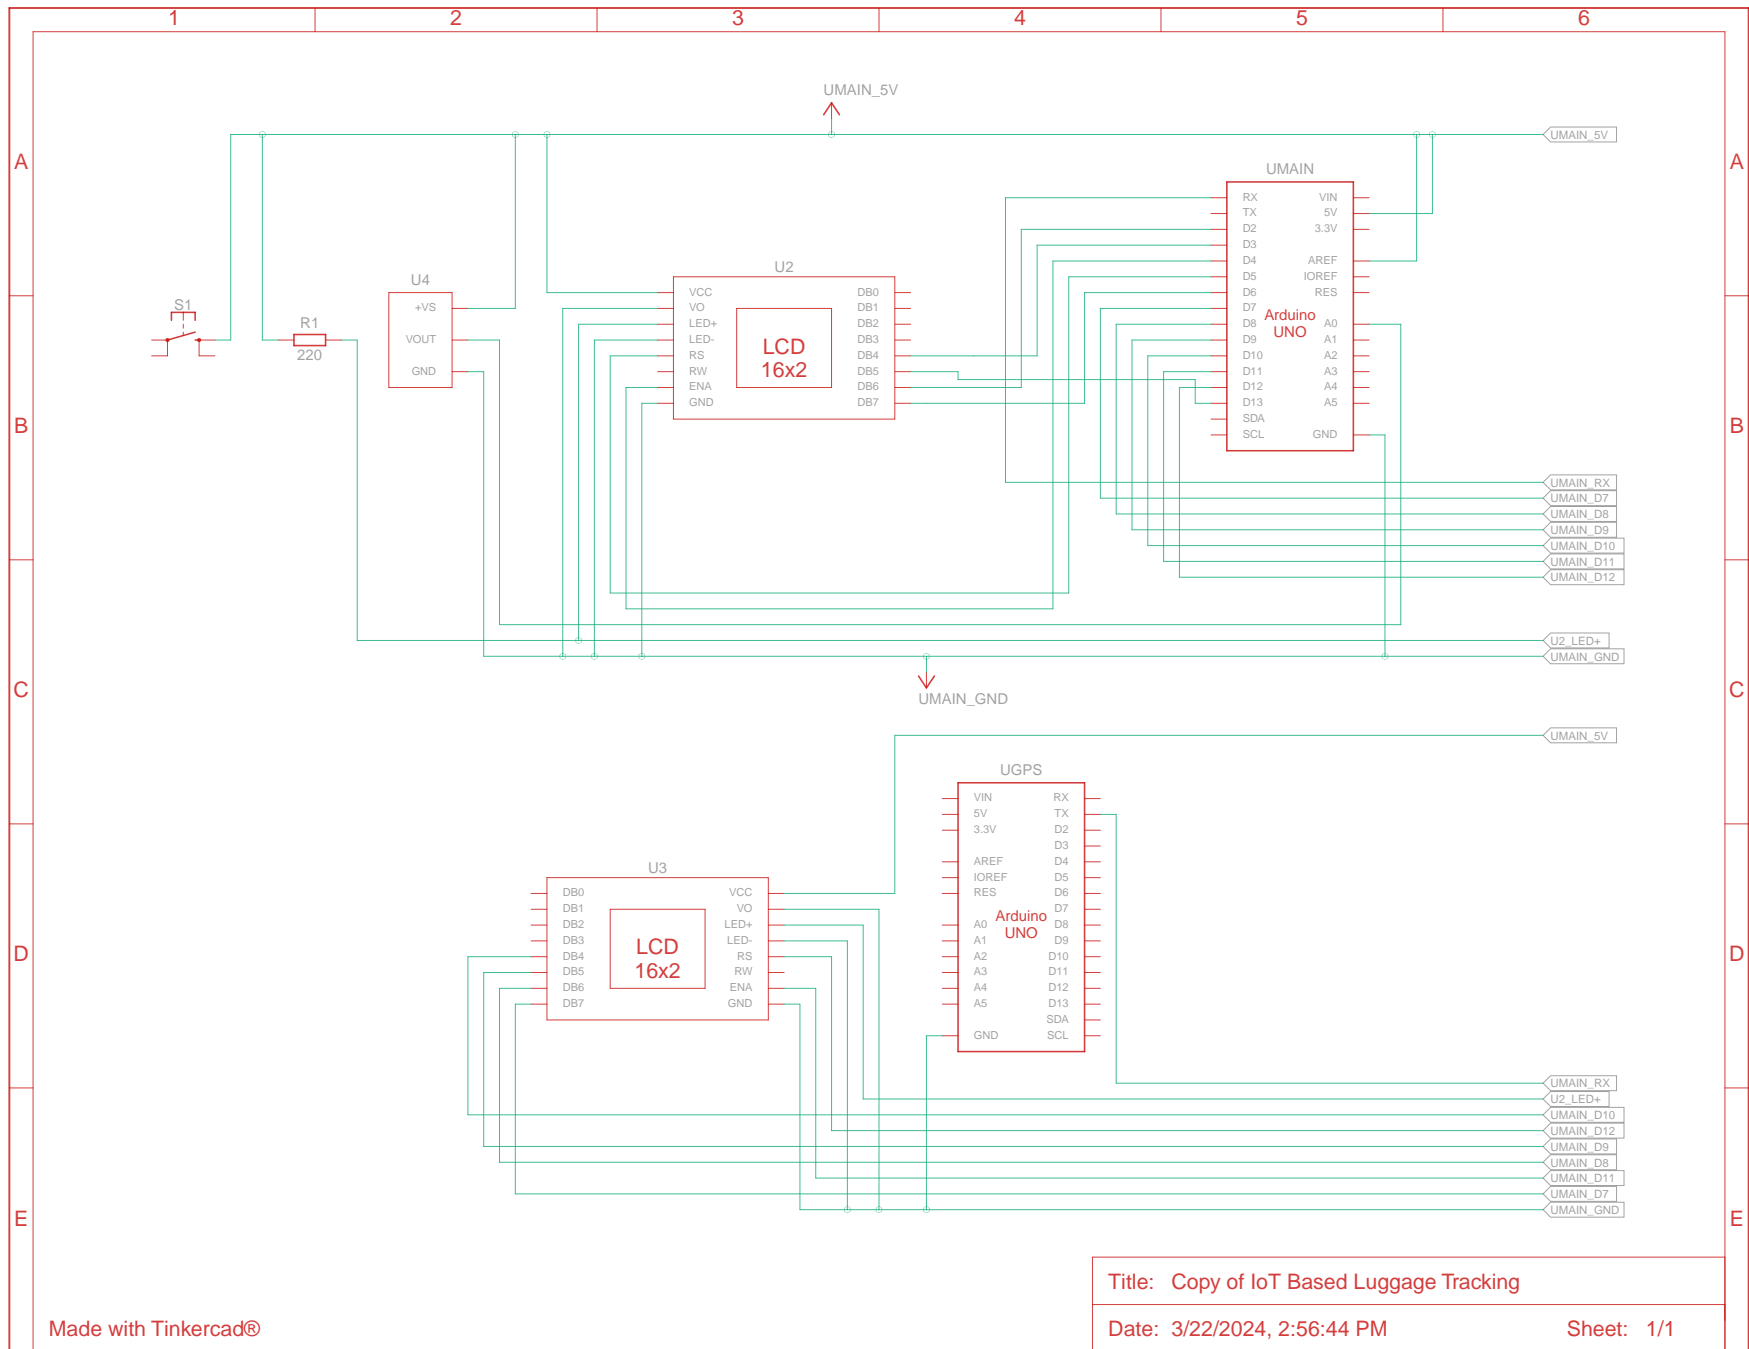 1 2 3 4 5 6
UMAIN_5V
UMAIN_5V
A A
UMAIN
RX VIN
TX 5V
D2 3.3V
D3
D4 AREF
D5 IOREF
D6 RES
D7
D8 A0
D9 A1
D10 A2
D11 A3
D12 A4
D13 A5
SDA
SCL GND
Arduino
UNO
U2
VCC DB0
VO DB1
LED+ DB2
LED- DB3
RS DB4
RW DB5
ENA DB6
GND DB7
LCD
16x2
U4
+VS
VOUT
GND
S1
R1
220
B B
UMAIN_RX
UMAIN_D7
UMAIN_D8
UMAIN_D9
UMAIN_D10
UMAIN_D11
UMAIN_D12
U2_LED+
UMAIN_GND
C C
UMAIN_GND
UMAIN_5V
UGPS
VIN RX
5V TX
3.3V D2
D3
AREF D4
IOREF D5
RES D6
D7
A0 D8
A1 D9
A2 D10
A3 D11
A4 D12
A5 D13
SDA
GND SCL
Arduino
UNO
U3
DB0 VCC
DB1 VO
DB2 LED+
DB3 LED-
DB4 RS
DB5 RW
DB6 ENA
DB7 GND
LCD
16x2
D D
UMAIN_RX
U2_LED+
UMAIN_D10
UMAIN_D12
UMAIN_D9
UMAIN_D8
UMAIN_D11
UMAIN_D7
UMAIN_GND
E E
Title: Copy of IoT Based Luggage Tracking
Made with Tinkercad®
Date: 3/22/2024, 2:56:44 PM Sheet: 1/1